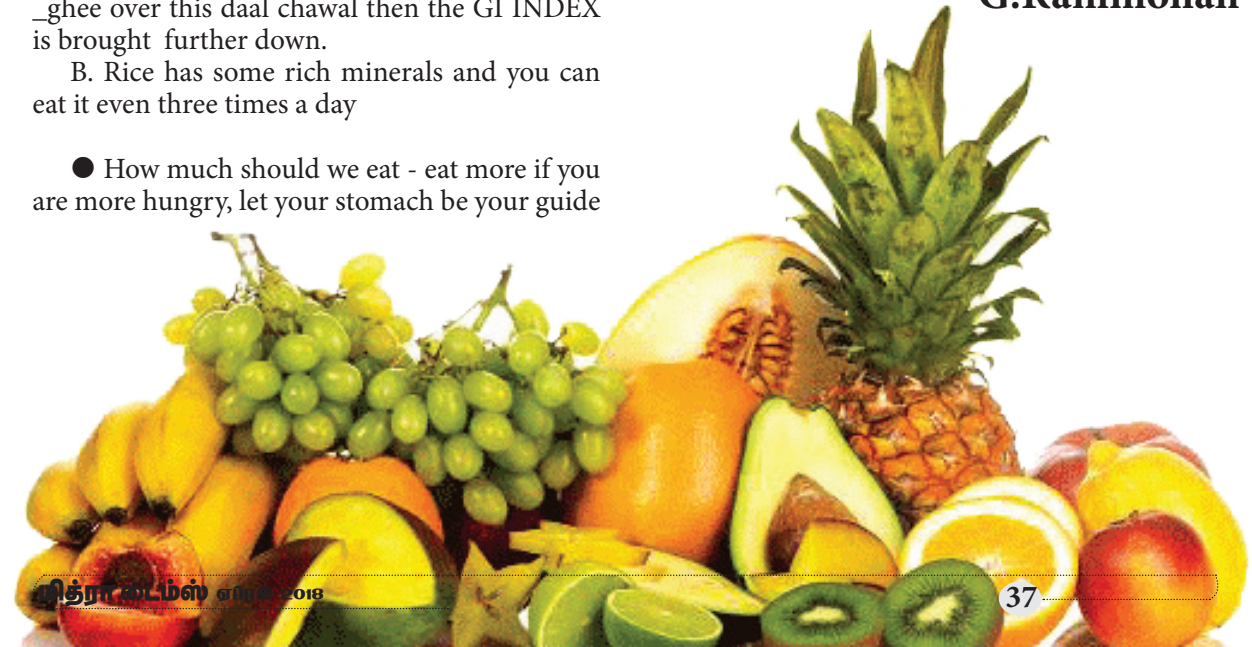 _ghee over this daal chawal then the GI INDEX
is brought further down.
B. Rice has some rich minerals and you can
eat it even three times a day
● How much should we eat - eat more if you
are more hungry, let your stomach be your guide
டைம்ஸ் 2018
37